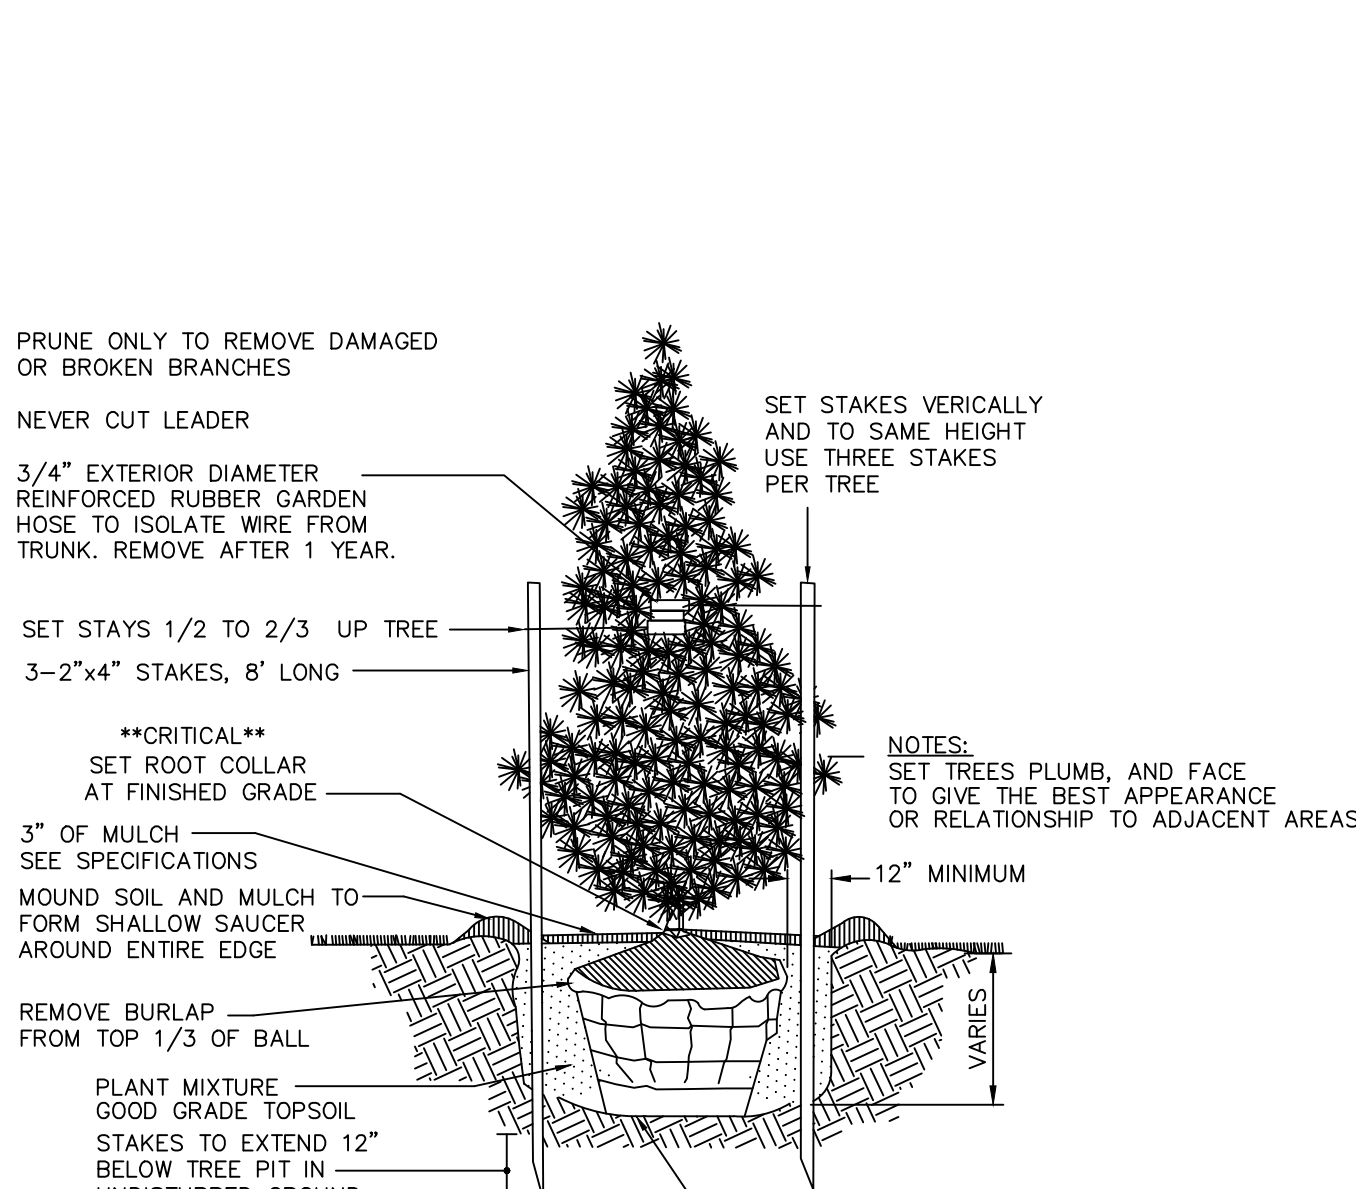 PRUNE ONLY TO REMOVE DAMAGED
OR BROKEN BRANCHES
NEVER CUT LEADER
3/4" EXTERIOR DIAMETER
REINFORCED RUBBER GARDEN
HOSE TO ISOLATE WIRE FROM
TRUNK. REMOVE AFTER 1 YEAR.
SET STAYS 1/2 TO 2/3 UP TREE
3-2"x4" STAKES, 8' LONG
**CRITICAL**
SET ROOT COLLAR
AT FINISHED GRADE
3" OF MULCH
SEE SPECIFICATIONS
MOUND SOIL AND MULCH TO
FORM SHALLOW SAUCER
AROUND ENTIRE EDGE
REMOVE BURLAP
FROM TOP 1/3 OF BALL
PLANT MIXTURE
GOOD GRADE TOPSOIL
STAKES TO EXTEND 12"
BELOW TREE PIT IN
UNDISTURBED GROUND
SET STAKES VERICALLY
AND TO SAME HEIGHT
USE THREE STAKES
PER TREE
NOTES:
SET TREES PLUMB, AND FACE
TO GIVE THE BEST APPEARANCE
OR RELATIONSHIP TO ADJACENT AREAS
12" MINIMUM
VARIES